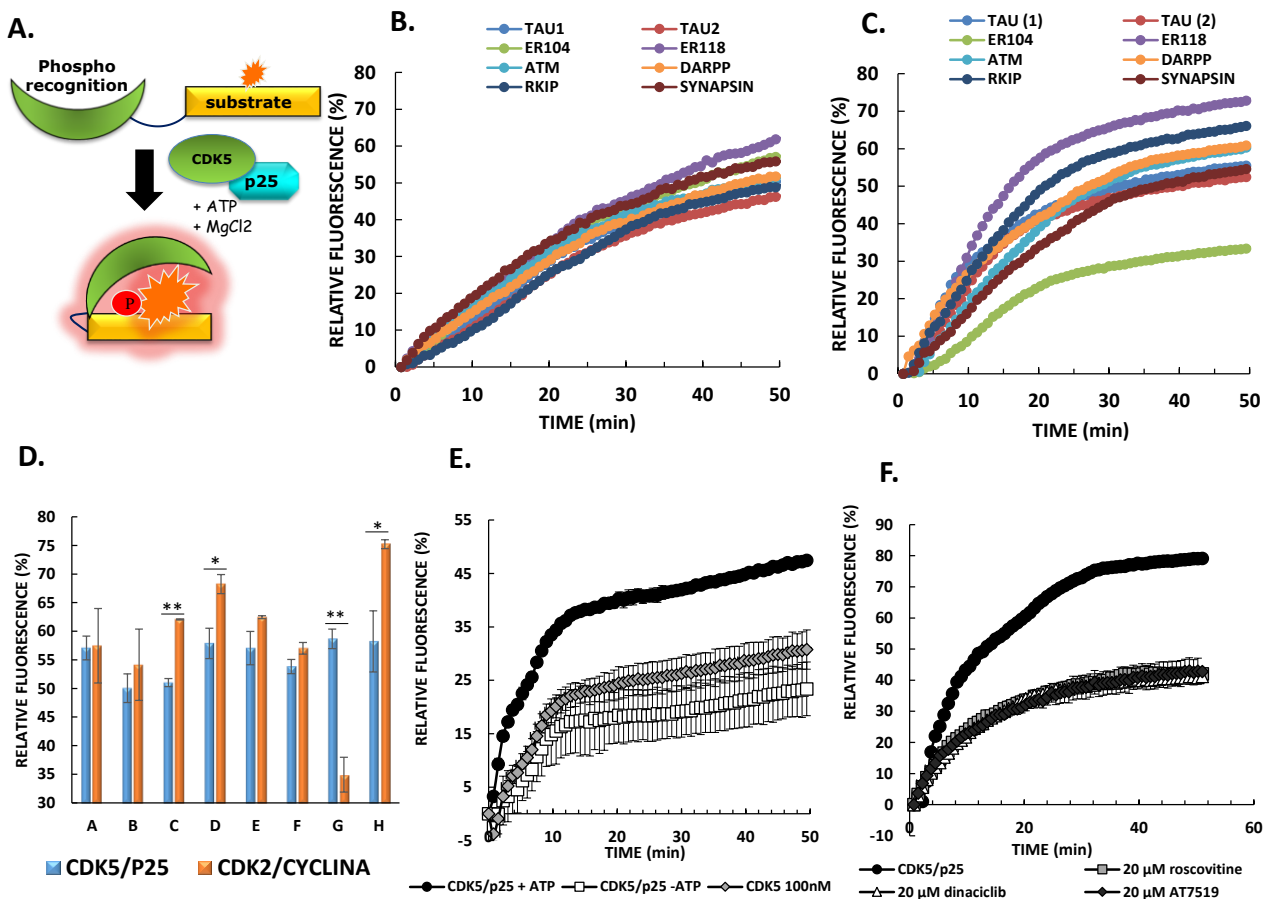 A.
Phospho
recognition
substrate
CDK5
p25
+ ATP
+ MgCl2
P
B.
TAU1 TAU2
ER104 ER118
ATM DARPP
RKIP SYNAPSIN
RELATIVE FLUORESCENCE (%)
80
70
60
50
40
30
20
10
0
0 10 20 30 40 50
TIME (min)
C.
TAU (1) TAU (2)
ER104 ER118
ATM DARPP
RKIP SYNAPSIN
RELATIVE FLUORESCENCE (%)
80
70
60
50
40
30
20
10
0
0 10 20 30 40 50
TIME (min)
D.
RELATIVE FLUORESCENCE (%)
80
75
70
65
60
55
50
45
40
35
30
** * ** *
A B C D E F G H
CDK5/P25 CDK2/CYCLINA
E.
RELATIVE FLUORESCENCE (%)
55
45
35
25
15
5
-5
0 10 20 30 40 50
TIME (min)
CDK5/p25 + ATP CDK5/p25 -ATP CDK5 100nM
F.
RELATIVE FLUORESCENCE (%)
90
80
70
60
50
40
30
20
10
0
-10
0 20 40 60
TIME (min)
CDK5/p25 20 µM roscovitine
20 µM dinaciclib 20 µM AT7519